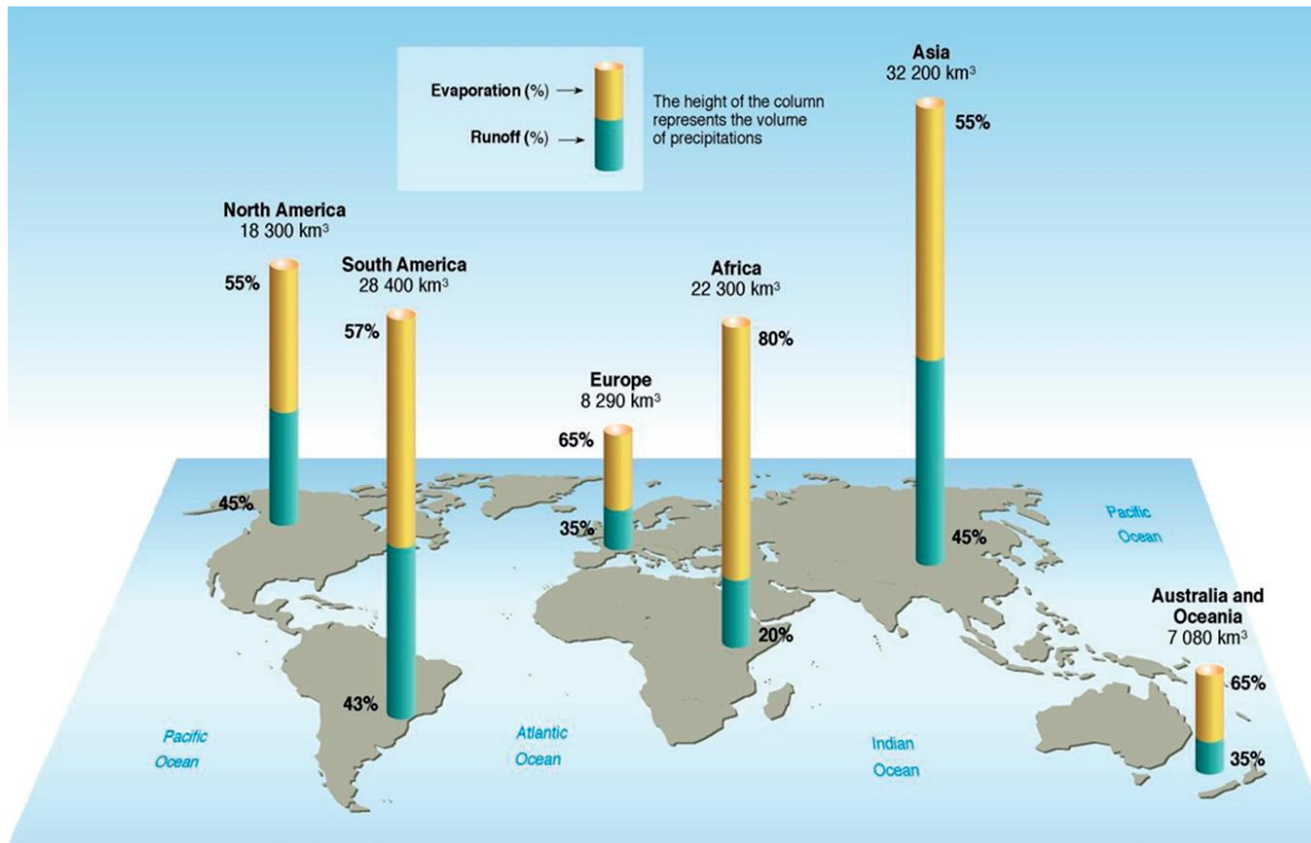 Evaporation (%)
Runoff (%)
The height of the column
represents the volume
of precipitations
Asia
32 200 km³
55%
45%
North America
18 300 km³
55%
45%
South America
28 400 km³
57%
43%
Europe
8 290 km³
65%
35%
Africa
22 300 km³
80%
20%
Australia and
Oceania
7 080 km³
65%
35%
Pacific
Ocean
Pacific
Ocean
Atlantic
Ocean
Indian
Ocean